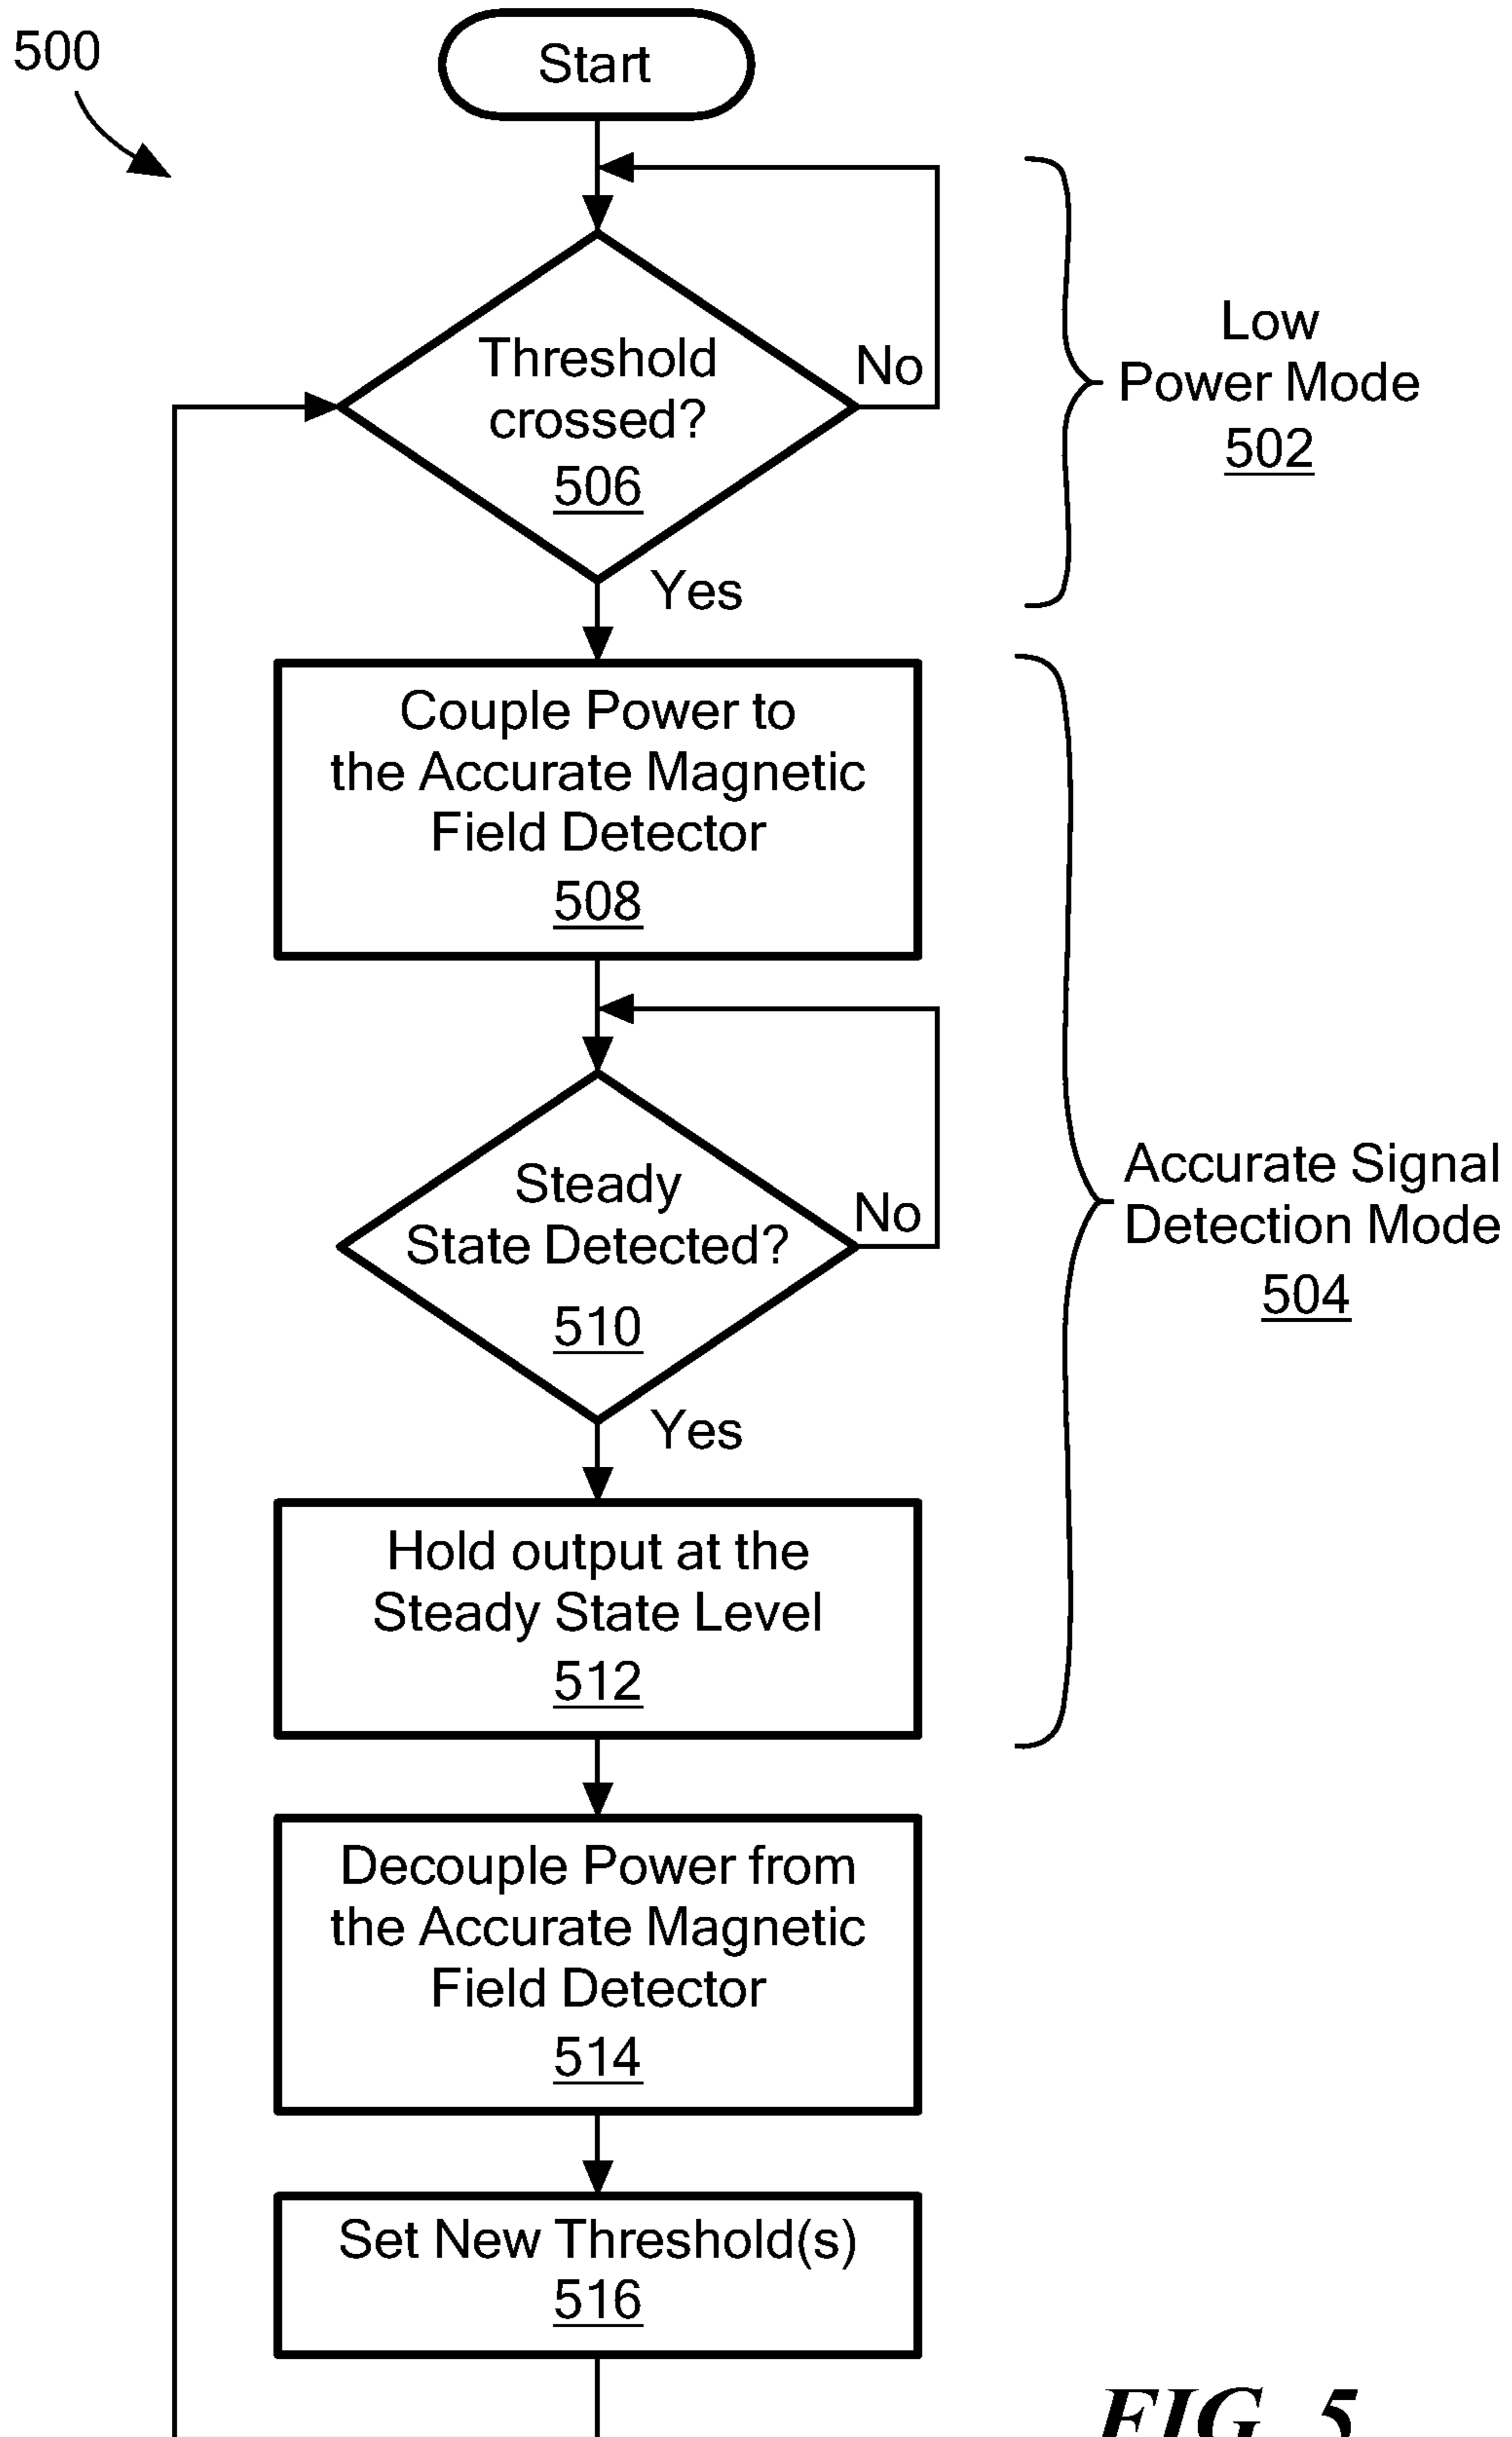 500
Start
Threshold
crossed?
506
No
Yes
Low
Power Mode
502
Couple Power to
the Accurate Magnetic
Field Detector
508
Steady
State Detected?
510
No
Yes
Accurate Signal
Detection Mode
504
Hold output at the
Steady State Level
512
Decouple Power from
the Accurate Magnetic
Field Detector
514
Set New Threshold(s)
516
FIG. 5